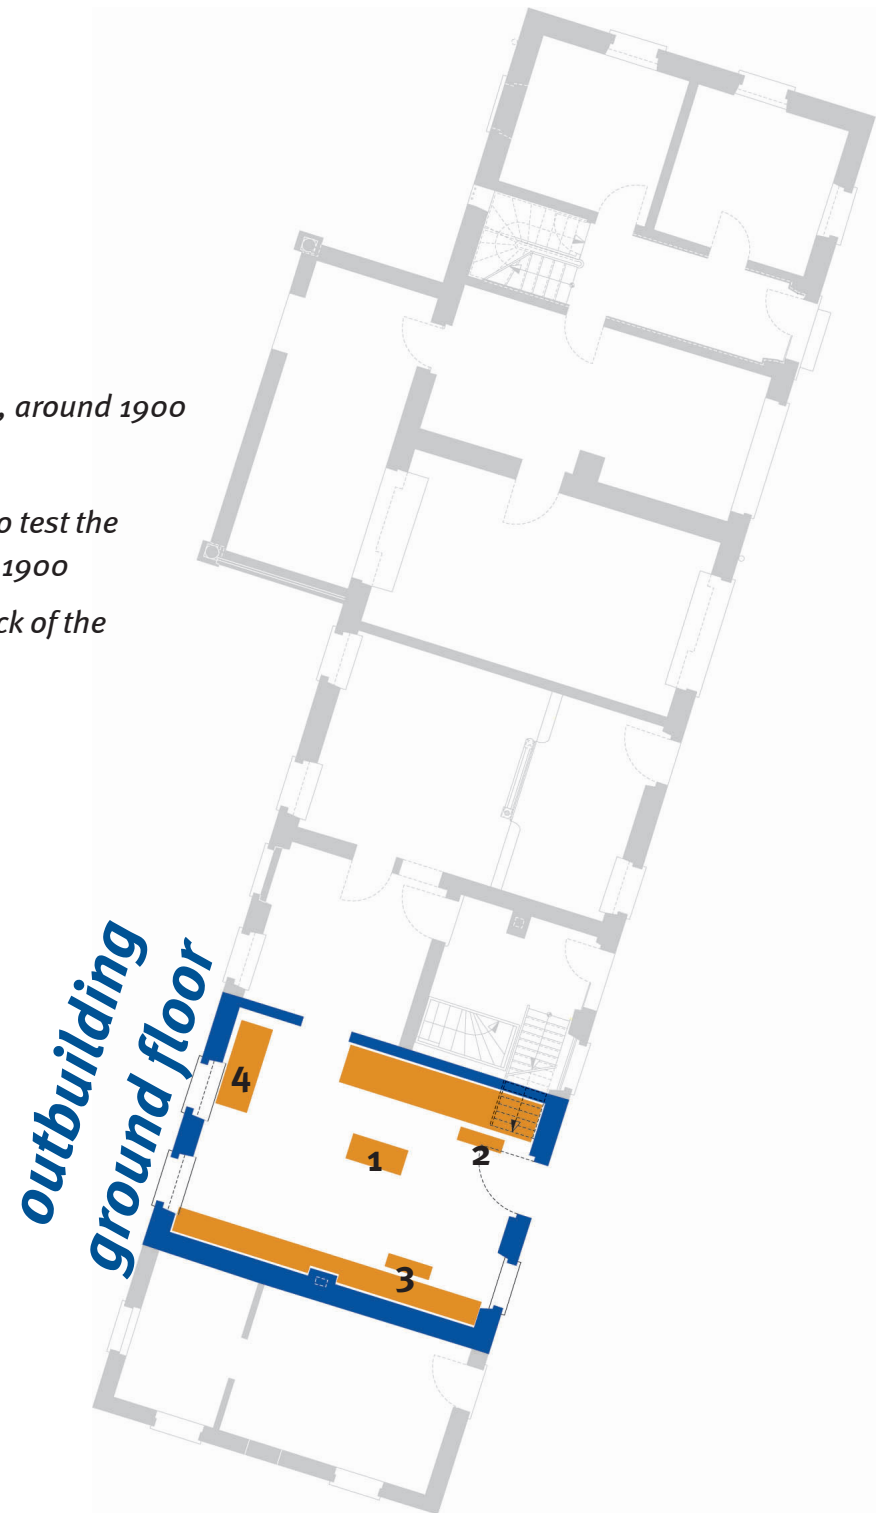 , around 1900
o test the
1900
ck of the
outbuilding
ground floor
4
1
2
3